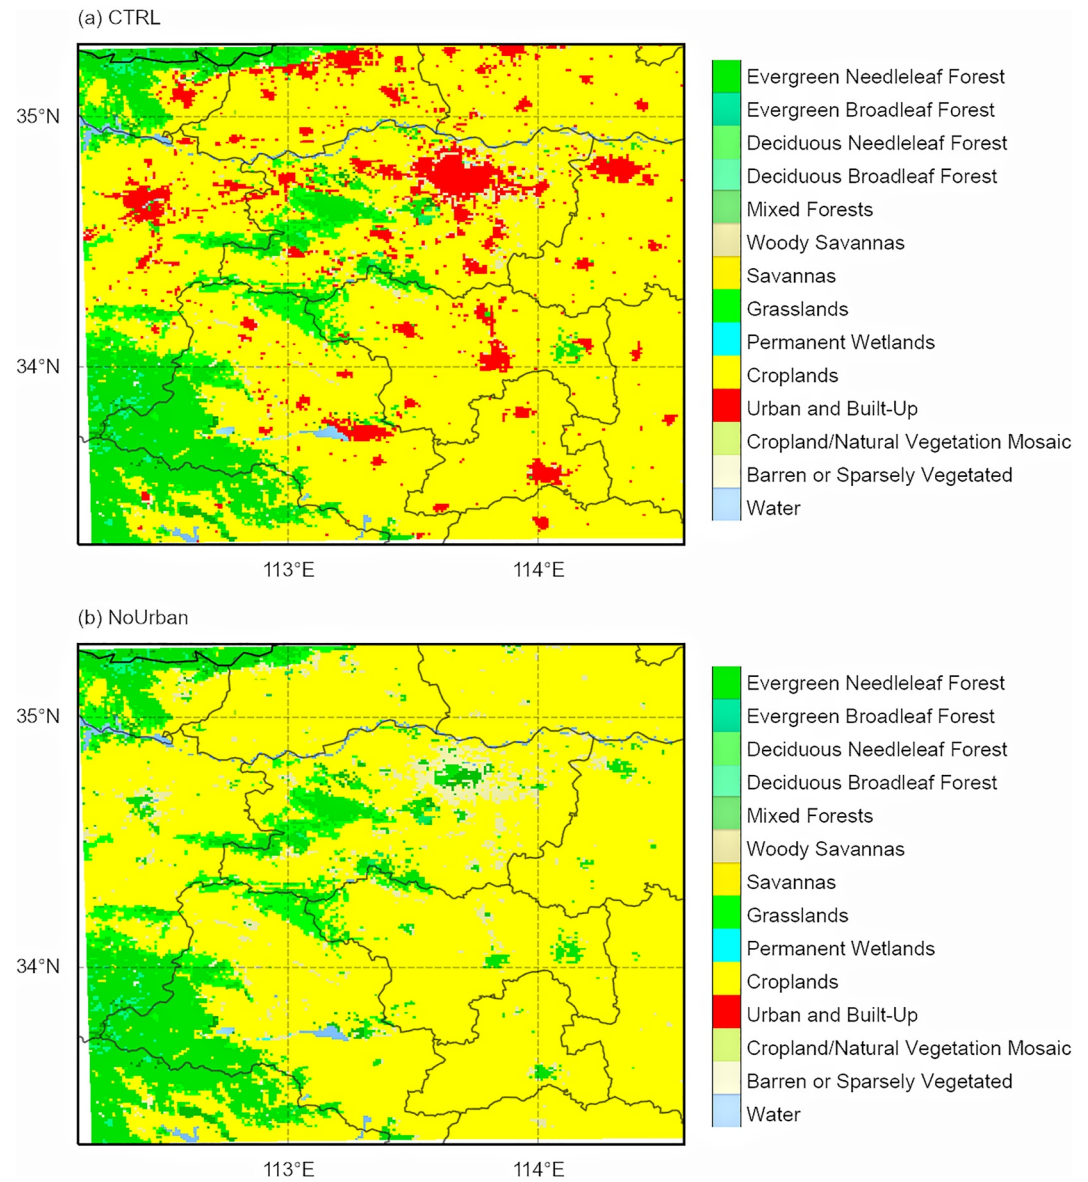 (a) CTRL
35°N
34°N
113°E
114°E
Evergreen Needleleaf Forest
Evergreen Broadleaf Forest
Deciduous Needleleaf Forest
Deciduous Broadleaf Forest
Mixed Forests
Woody Savannas
Savannas
Grasslands
Permanent Wetlands
Croplands
Urban and Built-Up
Cropland/Natural Vegetation Mosaic
Barren or Sparsely Vegetated
Water
(b) NoUrban
35°N
34°N
113°E
114°E
Evergreen Needleleaf Forest
Evergreen Broadleaf Forest
Deciduous Needleleaf Forest
Deciduous Broadleaf Forest
Mixed Forests
Woody Savannas
Savannas
Grasslands
Permanent Wetlands
Croplands
Urban and Built-Up
Cropland/Natural Vegetation Mosaic
Barren or Sparsely Vegetated
Water